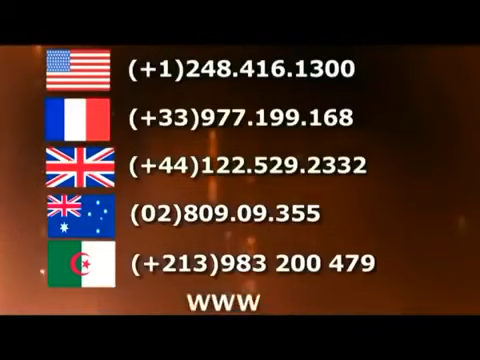 (+1)248.416.1300
(+33)977.199.168
(+44)122.529.2332
(02)809.09.355
(+213)983 200 479
www